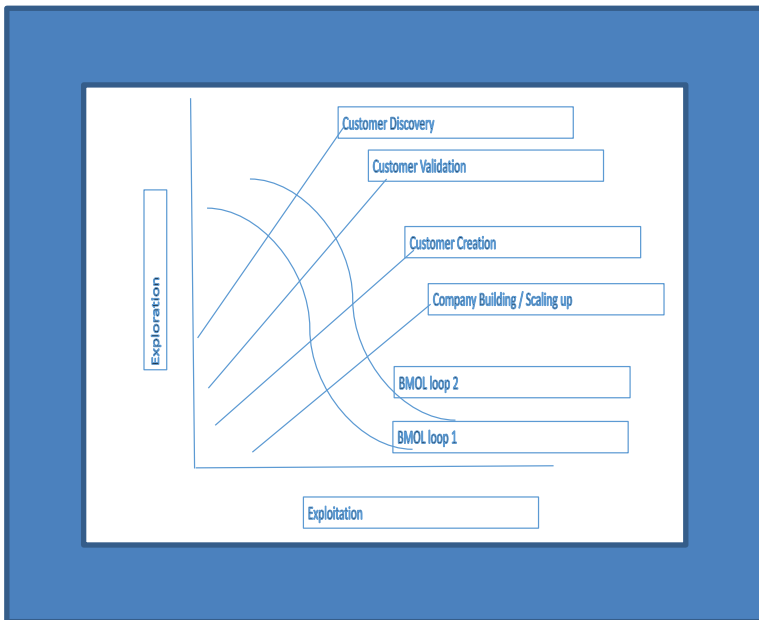 Customer Discovery
Customer Validation
Customer Creation
Exploration
Company Building / Scaling up
BMOL loop 2
BMOL loop 1
Exploitation